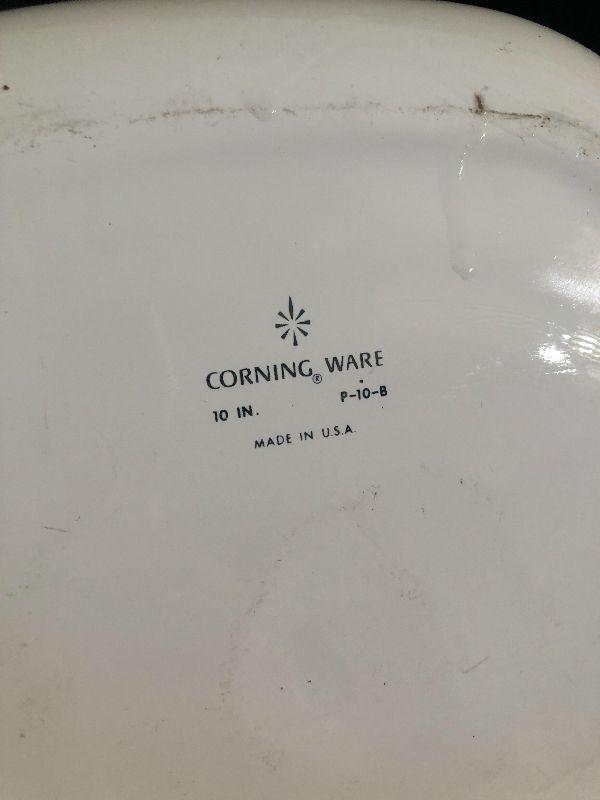 CORNING® WARE
10 IN. P-10-B
MADE IN U.S.A.